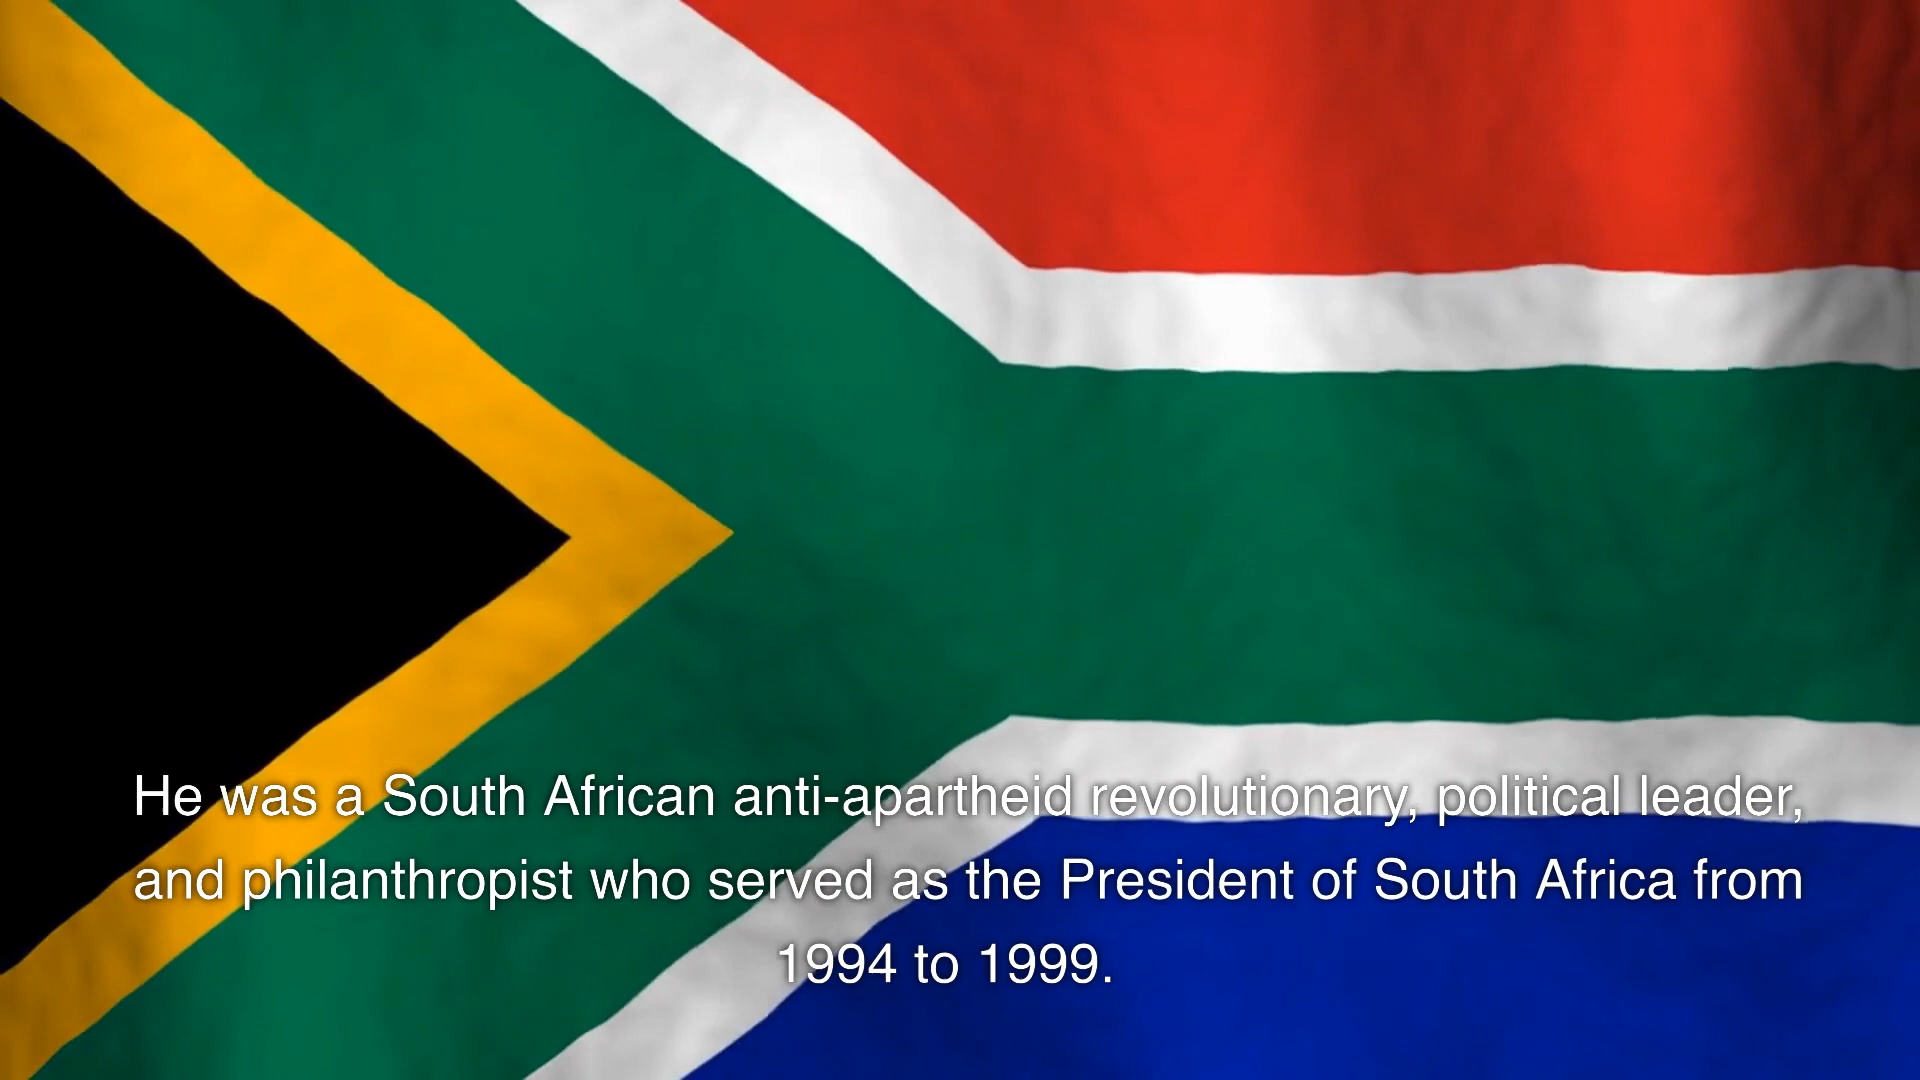 He was a South African anti-apartheid revolutionary, political leader,
and philanthropist who served as the President of South Africa from
1994 to 1999.